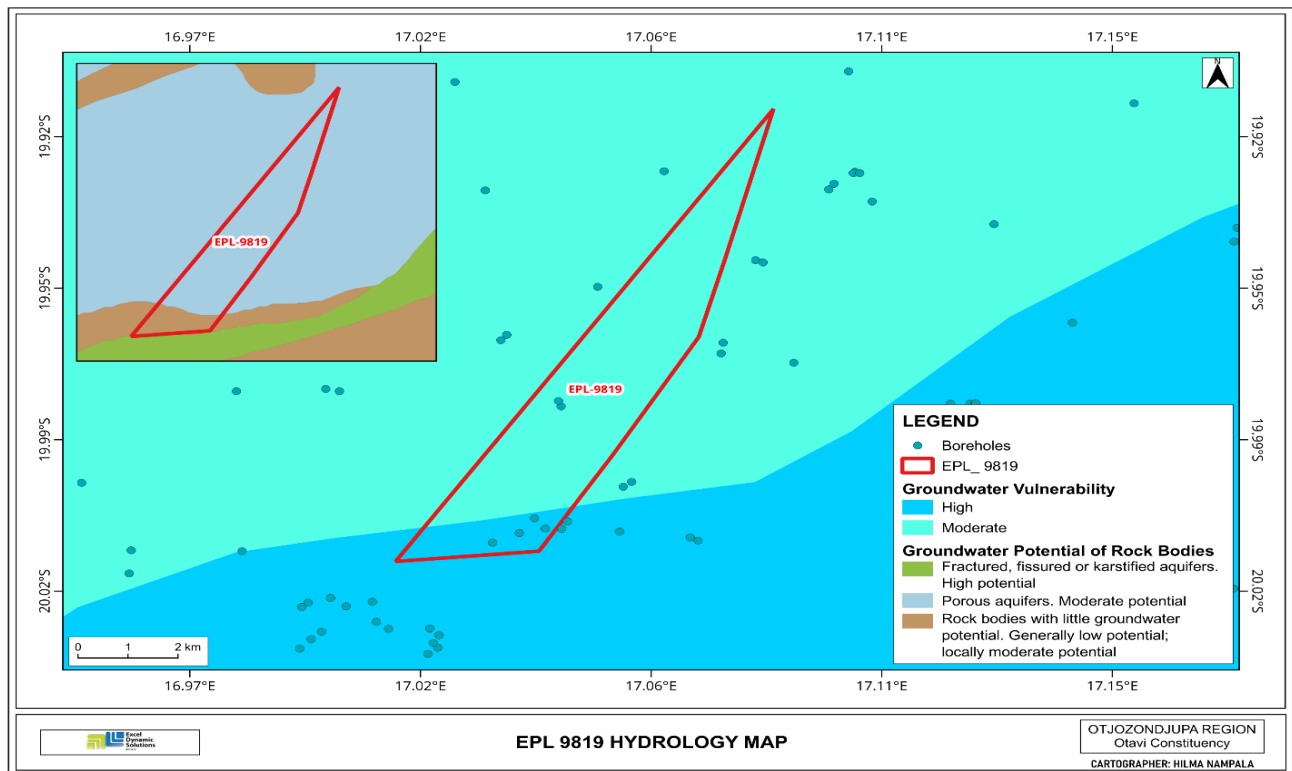 16.97°E 17.02°E 17.06°E 17.11°E 17.15°E
N
19.92°S 19.92°S
EPL-9819
19.95°S 19.95°S
EPL-9819
LEGEND
Boreholes
EPL_ 9819
Groundwater Vulnerability
High
Moderate
Groundwater Potential of Rock Bodies
Fractured, fissured or karstified aquifers.
High potential
Porous aquifers. Moderate potential
Rock bodies with little groundwater
potential. Generally low potential;
locally moderate potential
19.99°S 19.99°S
20.02°S 20.02°S
0 1 2 km
16.97°E 17.02°E 17.06°E 17.11°E 17.15°E
Excel
Dynamic
Solutions
EPL 9819 HYDROLOGY MAP
OTJOZONDJUPA REGION
Otavi Constituency
CARTOGRAPHER: HILMA NAMPALA